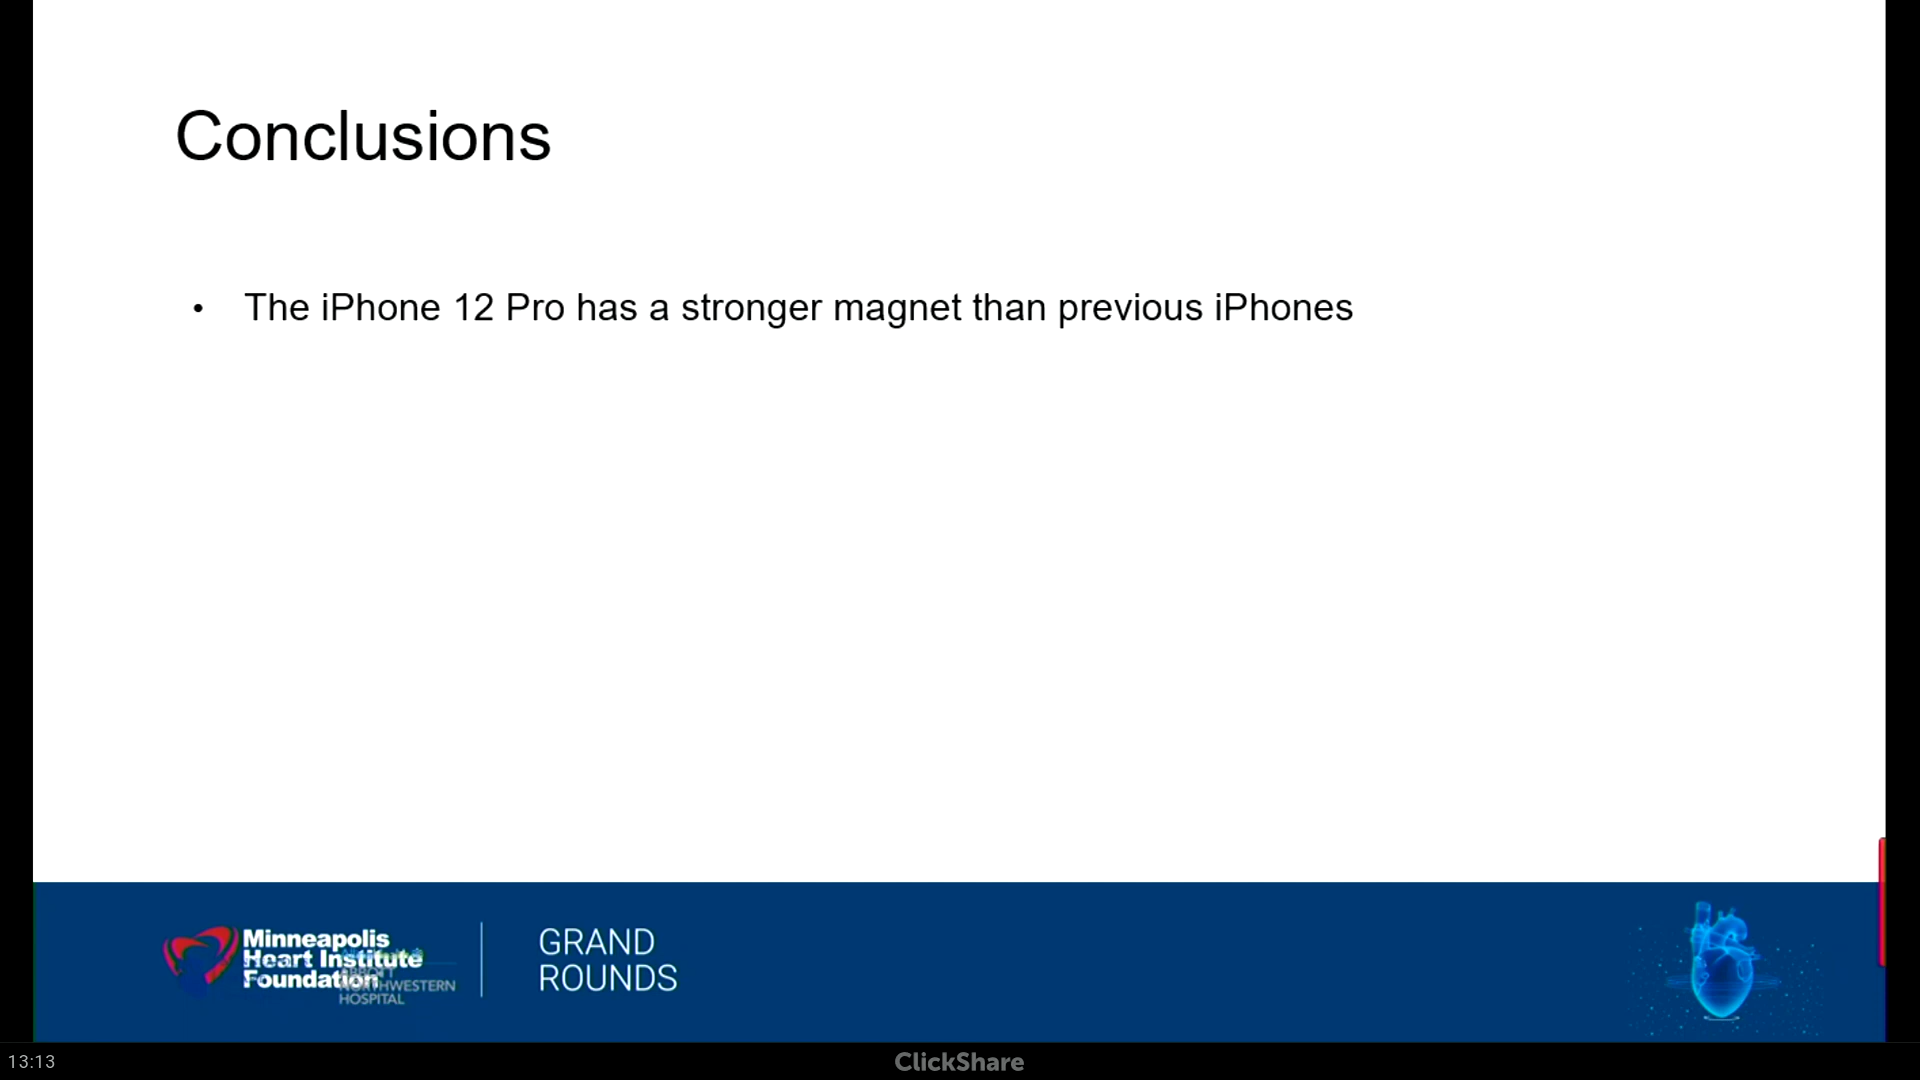 Conclusions
• The iPhone 12 Pro has a stronger magnet than previous iPhones
Minneapolis
Heart Institute
Foundation
NORTHWESTERN
HOSPITAL
GRAND
ROUNDS
13:13
ClickShare